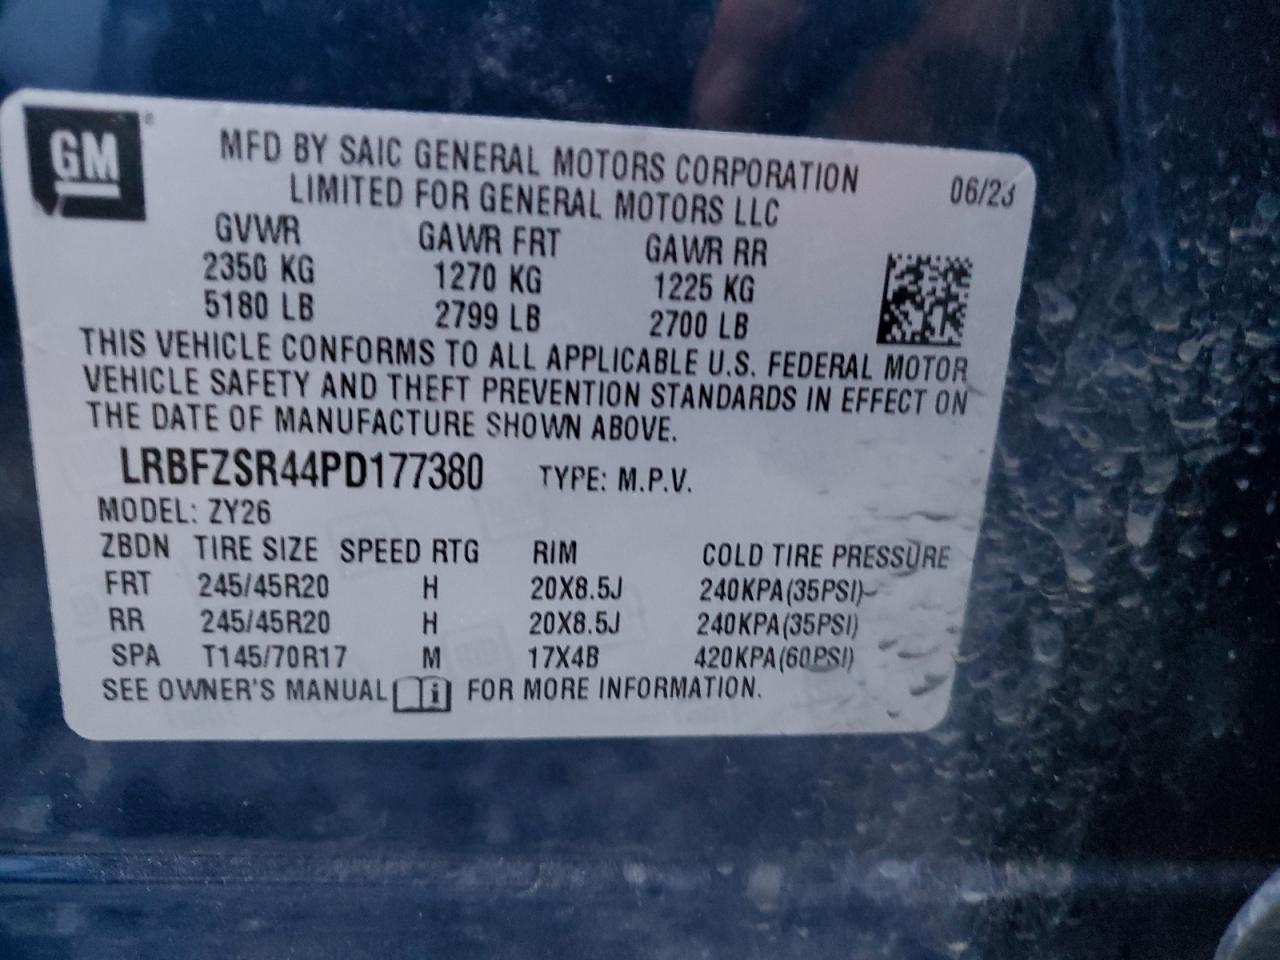 GM
MFD BY SAIC GENERAL MOTORS CORPORATION
LIMITED FOR GENERAL MOTORS LLC
06/23
GVWR GAWR FRT GAWR RR
2350 KG 1270 KG 1225 KG
5180 LB 2799 LB 2700 LB
THIS VEHICLE CONFORMS TO ALL APPLICABLE U.S. FEDERAL MOTOR
VEHICLE SAFETY AND THEFT PREVENTION STANDARDS IN EFFECT ON
THE DATE OF MANUFACTURE SHOWN ABOVE.
LRBFZSR44PD177380 TYPE: M.P.V.
MODEL: ZY26
ZBDN TIRE SIZE SPEED RTG RIM COLD TIRE PRESSURE
FRT 245/45R20 H 20X8.5J 240KPA(35PSI)
RR 245/45R20 H 20X8.5J 240KPA(35PSI)
SPA T145/70R17 M 17X4B 420KPA(60PSI)
SEE OWNER'S MANUAL FOR MORE INFORMATION.